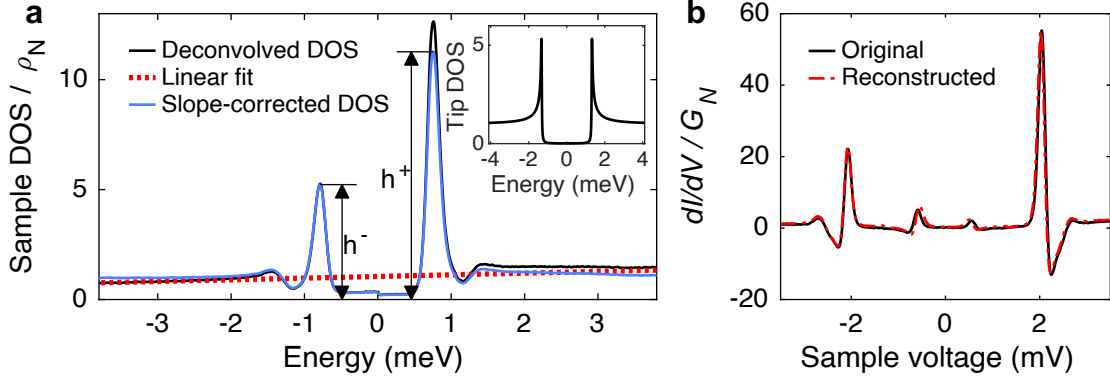 a
Sample DOS / ρN
10
5
0
-3
-2
-1
0
1
2
3
Energy (meV)
Deconvolved DOS
Linear fit
Slope-corrected DOS
h-
h+
Tip DOS
5
0
-4
-2
0
2
4
Energy (meV)
b
dI/dV / GN
60
40
20
0
-20
-2
0
2
Sample voltage (mV)
Original
Reconstructed